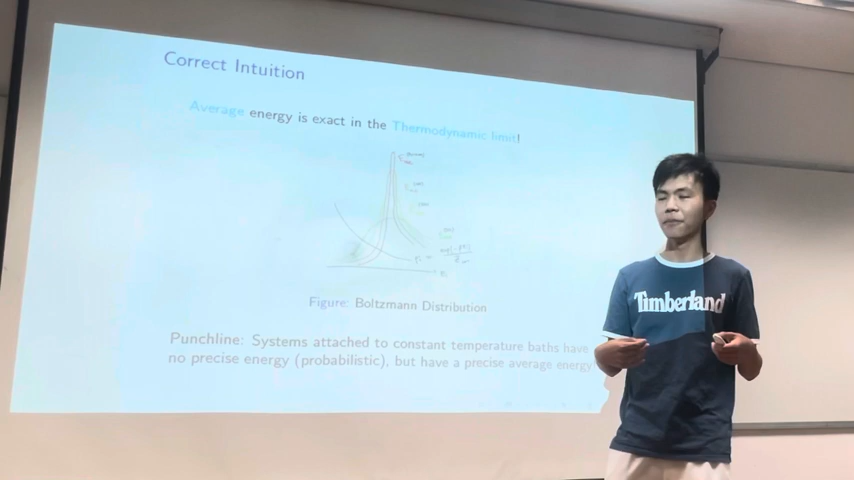 Correct Intuition
Average energy is exact in the Thermodynamic limit!
Figure: Boltzmann Distribution
Punchline: Systems attached to constant temperature baths have
no precise energy (probabilistic), but have a precise average energy
Timberland